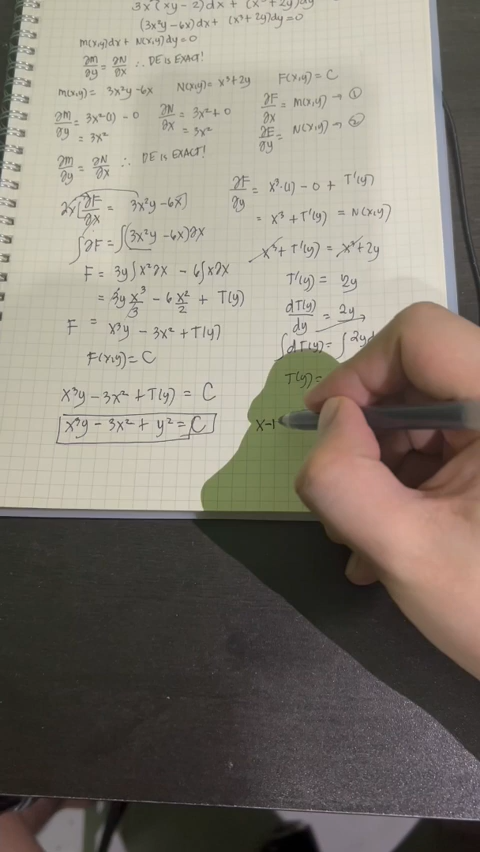 3x(xy-2)dx + (x³+2y)dy
(3x²y-6x)dx + (x³+2y)dy=0
M(x,y)dx + N(x,y)dy=0
∂M/∂y = ∂N/∂x ∴ DE IS EXACT!
M(x,y) = 3x²y-6x N(x,y)= x³+2y F(x,y) = C
∂M/∂y = 3x²(1) - 0 ∂N/∂x = 3x²+0 ∂F/∂x = M(x,y) → ①
= 3x² = 3x² ∂F/∂y = N(x,y) → ②
∂M/∂y = ∂N/∂x ∴ DE IS EXACT!
∂x[∂F/∂x = 3x²y-6x]
∫∂F = ∫(3x²y-6x)∂x
F = 3y∫x²∂x - 6∫x∂x
= 3y x³/3 - 6 x²/2 + T(y)
F = x³y - 3x² + T(y)
F(x,y) = C
x³y - 3x² + T(y) = C
x³y - 3x² + y² = C
∂F/∂y = x³(1) - 0 + T'(y)
= x³ + T'(y) = N(x,y)
x³ + T'(y) = x³ + 2y
T'(y) = 2y
dT(y)/dy = 2y
∫dT(y) = ∫2yd
T(y) =
x-1